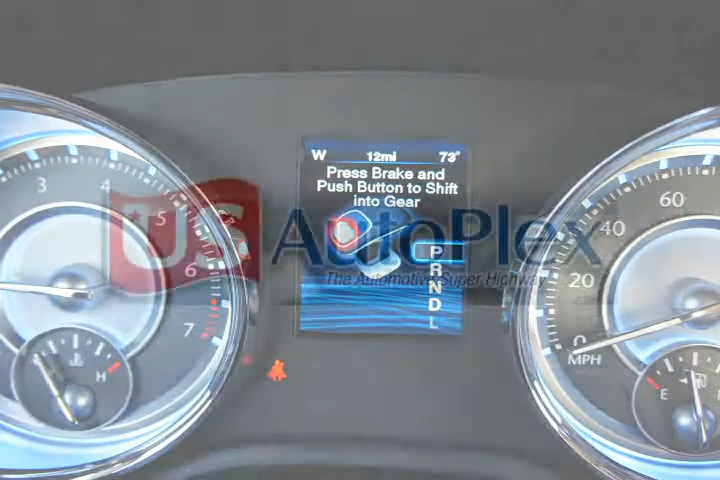 W 12mi 73°
Press Brake and
Push Button to Shift
into Gear
US AutoPlex
The Automotive Super Highway
P
R
N
D
L
3
4
5
6
7
H
60
40
20
0
MPH
E